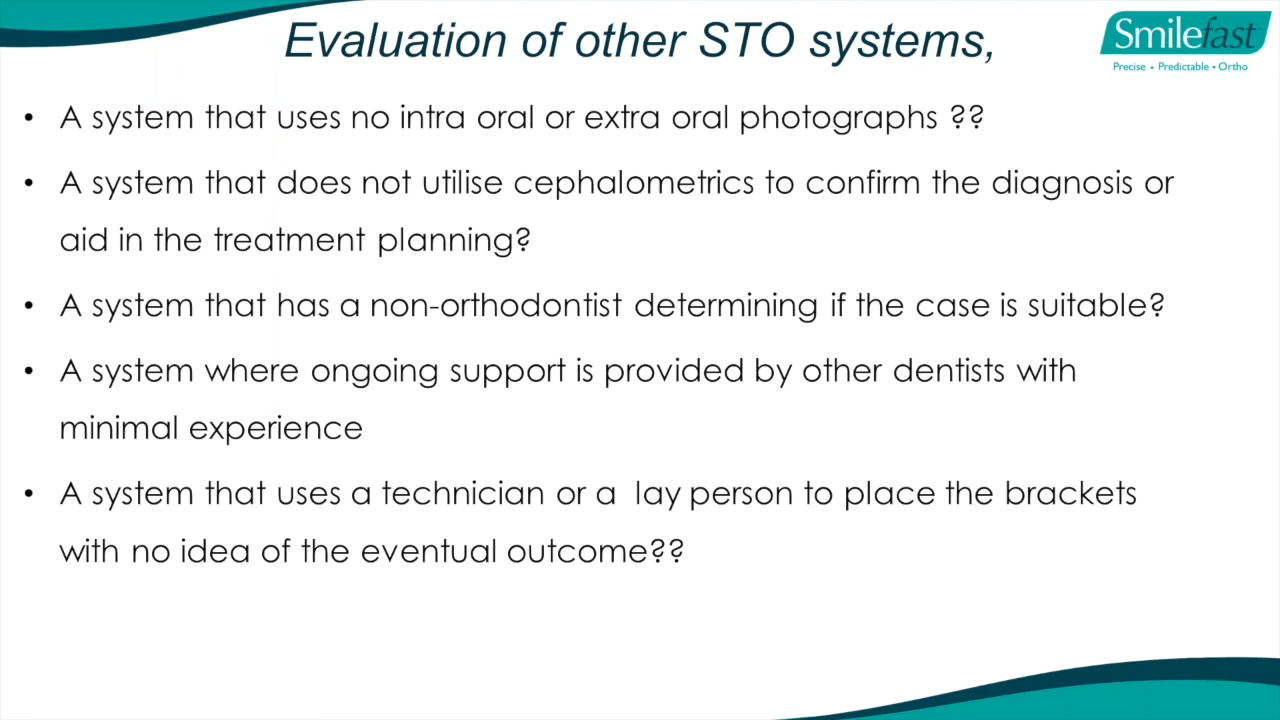 Evaluation of other STO systems,
Smilefast
Precise • Predictable • Ortho
• A system that uses no intra oral or extra oral photographs ??
• A system that does not utilise cephalometrics to confirm the diagnosis or
aid in the treatment planning?
• A system that has a non-orthodontist determining if the case is suitable?
• A system where ongoing support is provided by other dentists with
minimal experience
• A system that uses a technician or a  lay person to place the brackets
with no idea of the eventual outcome??